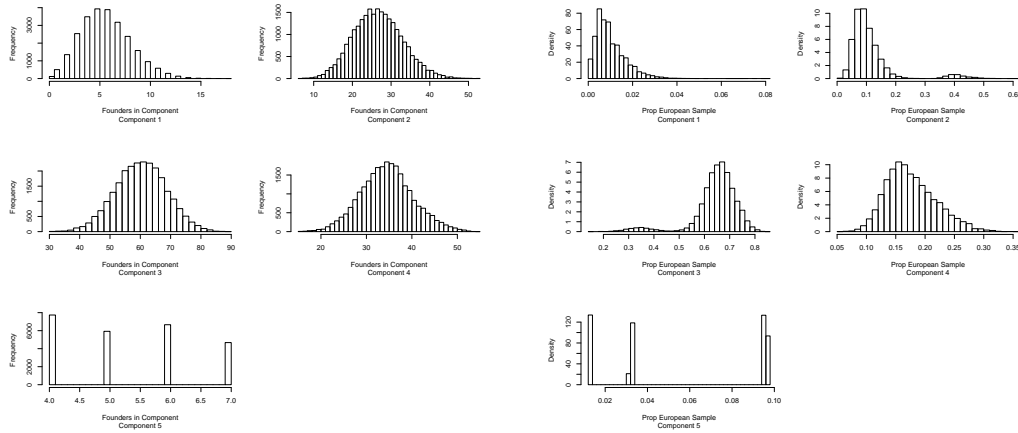 Frequency
0 1000 3000
0 5 10 15
Founders in Component
Component 1
Frequency
0 500 1500
10 20 30 40 50
Founders in Component
Component 2
Density
0 20 40 60 80
0.00 0.02 0.04 0.06 0.08
Prop European Sample
Component 1
Density
0 2 4 6 8 10
0.0 0.1 0.2 0.3 0.4 0.5 0.6
Prop European Sample
Component 2
Frequency
0 500 1500
30 40 50 60 70 80 90
Founders in Component
Component 3
Frequency
0 500 1500
20 30 40 50
Founders in Component
Component 4
Density
0 1 2 3 4 5 6 7
0.2 0.3 0.4 0.5 0.6 0.7 0.8
Prop European Sample
Component 3
Density
0 2 4 6 8 10
0.05 0.10 0.15 0.20 0.25 0.30 0.35
Prop European Sample
Component 4
Frequency
0 2000 6000
4.0 4.5 5.0 5.5 6.0 6.5 7.0
Founders in Component
Component 5
Density
0 40 80 120
0.02 0.04 0.06 0.08 0.10
Prop European Sample
Component 5